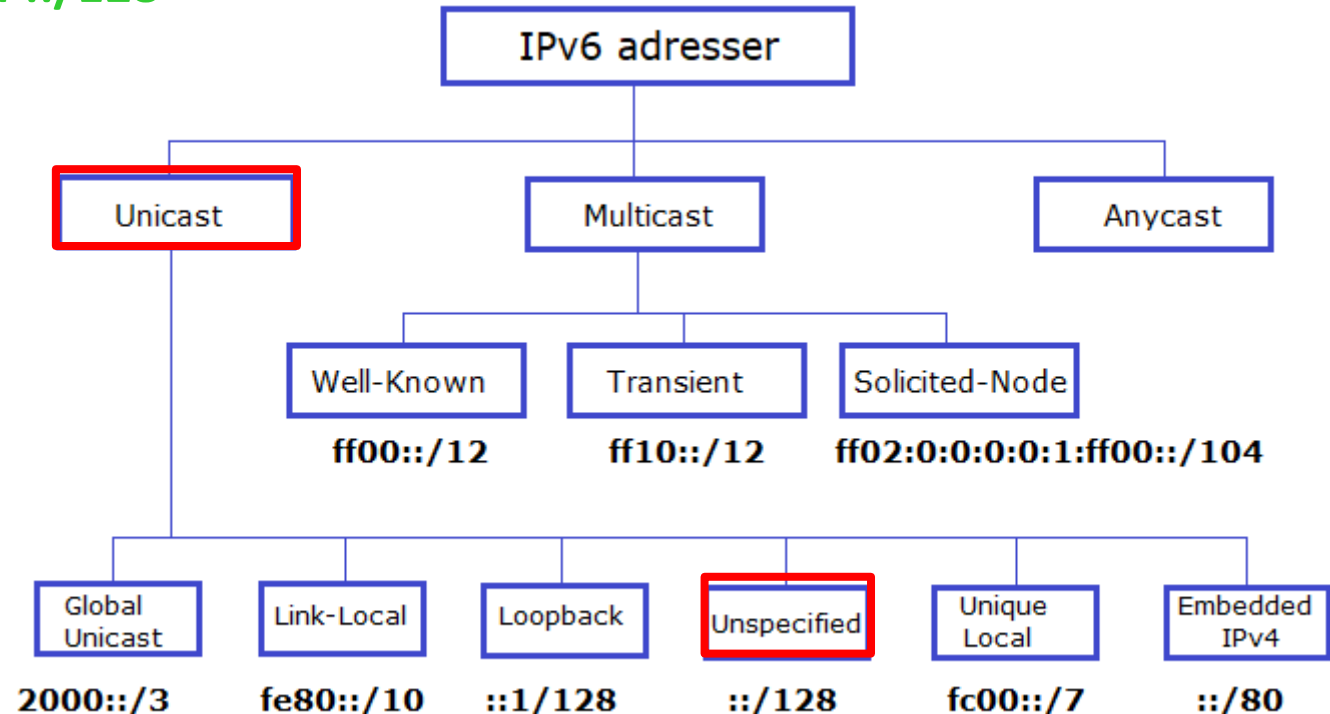 IPv6 adresser
Unicast
Multicast
Anycast
Well-Known
Transient
Solicited-Node
ff00::/12
ff10::/12
ff02:0:0:0:0:1:ff00::/104
Global
Unicast
Link-Local
Loopback
Unspecified
Unique
Local
Embedded
IPv4
2000::/3
fe80::/10
::1/128
::/128
fc00::/7
::/80